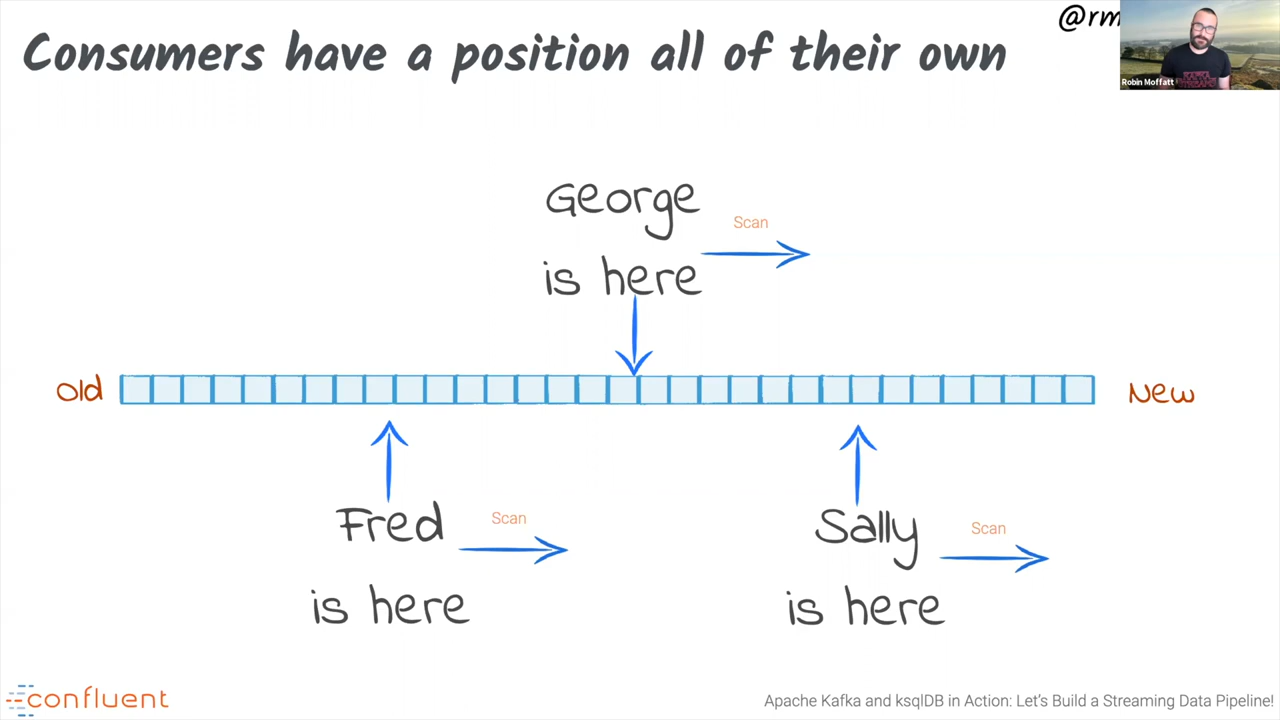 Consumers have a position all of their own
@rm
Robin Moffatt
George
is here
Scan
Old
New
Fred
is here
Scan
Sally
is here
Scan
confluent
Apache Kafka and ksqlDB in Action: Let's Build a Streaming Data Pipeline!